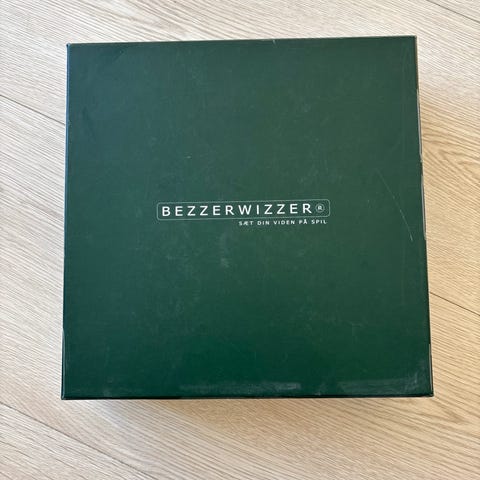 BEZZERWIZZER®
SÆT DIN VIDEN PÅ SPIL